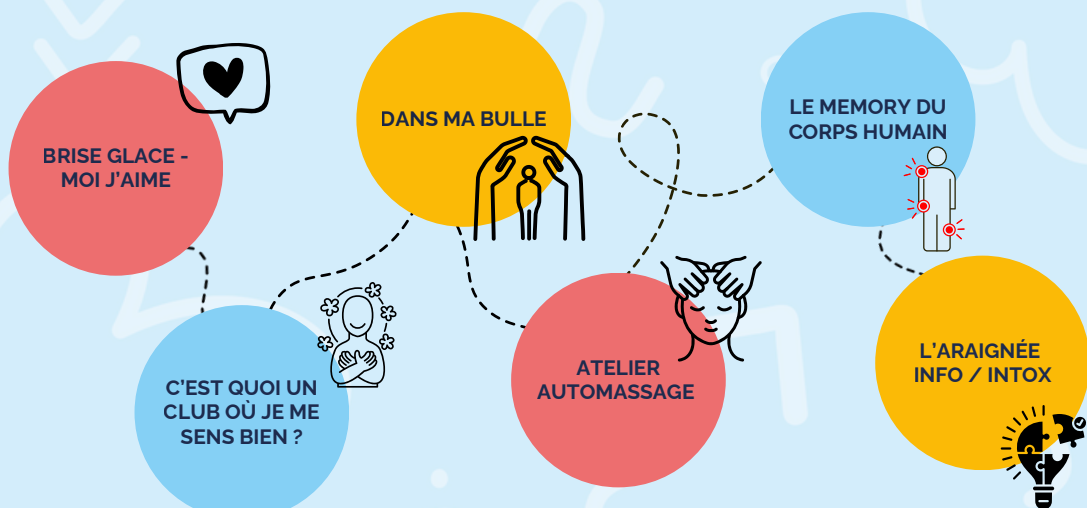 BRISE GLACE -
MOI J'AIME
C'EST QUOI UN
CLUB OÙ JE ME
SENS BIEN ?
DANS MA BULLE
ATELIER
AUTOMASSAGE
LE MEMORY DU
CORPS HUMAIN
L'ARAIGNÉE
INFO / INTOX